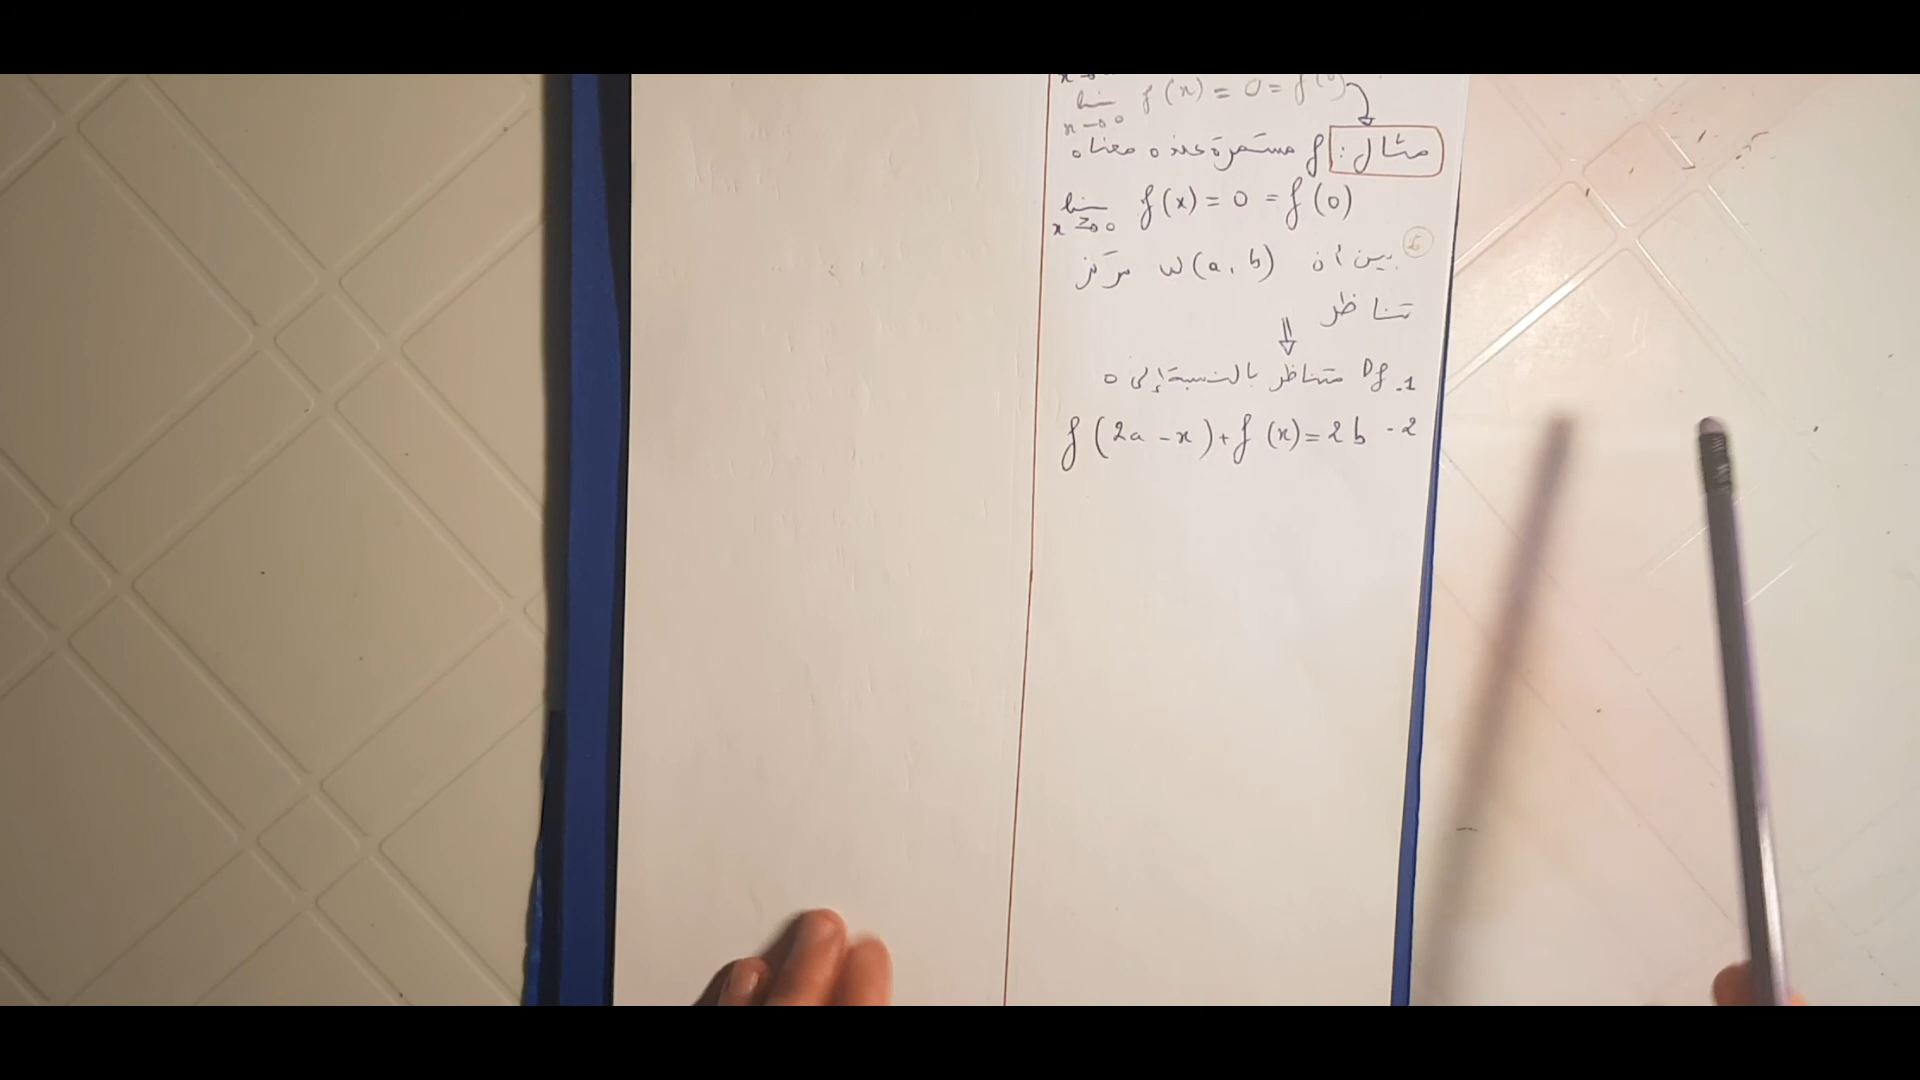 lim f(x) = 0 = f(0)
x→0
مثال: f مستمرة عند 0 معناه
lim f(x) = 0 = f(0)
x→0
بين أن w(a, b) مركز
تناظر
⇓
1- Df متناظر بالنسبة إلى 0
2- f(2a - x) + f(x) = 2b